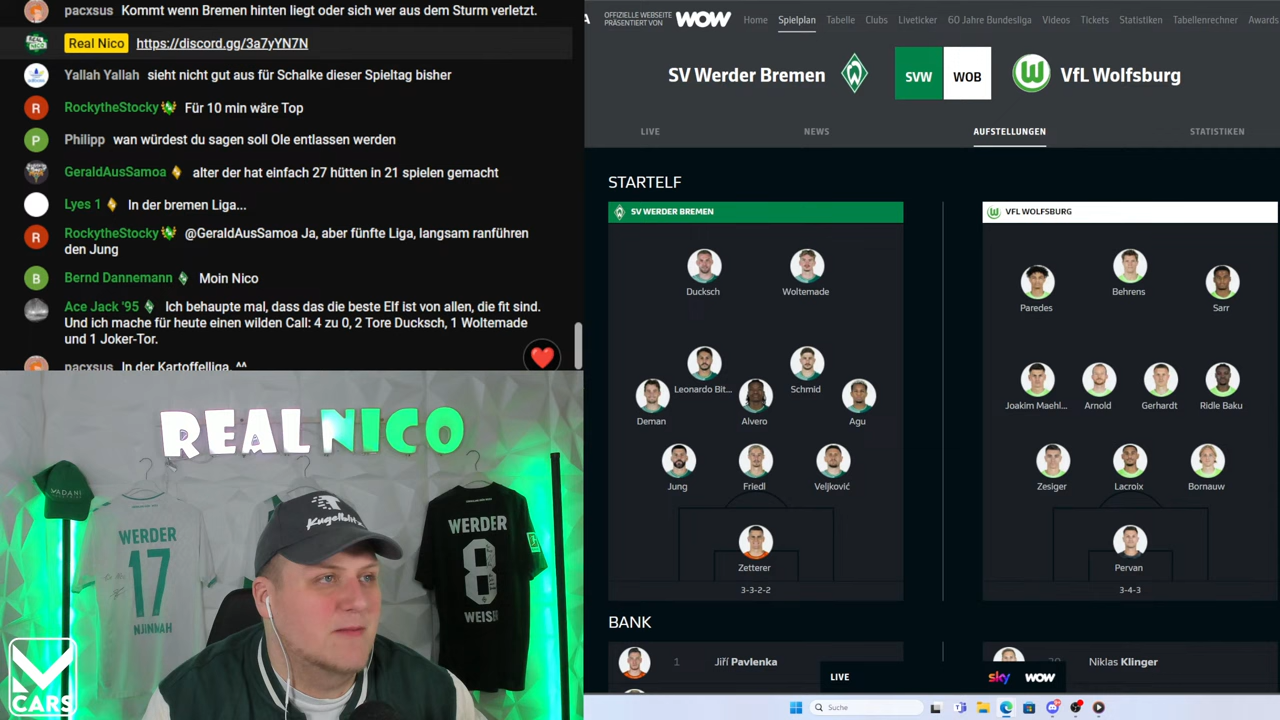 pacxsus Kommt wenn Bremen hinten liegt oder sich wer aus dem Sturm verletzt.
Real Nico https://discord.gg/3a7yYN7N
Yallah Yallah sieht nicht gut aus für Schalke dieser Spieltag bisher
RockytheStocky Für 10 min wäre Top
Philipp wan würdest du sagen soll Ole entlassen werden
GeraldAusSamoa alter der hat einfach 27 hütten in 21 spielen gemacht
Lyes 1 In der bremen Liga...
RockytheStocky @GeraldAusSamoa Ja, aber fünfte Liga, langsam ranführen
den Jung
Bernd Dannemann Moin Nico
Ace Jack '95 Ich behaupte mal, dass das die beste Elf ist von allen, die fit sind.
Und ich mache für heute einen wilden Call: 4 zu 0, 2 Tore Ducksch, 1 Woltemade
und 1 Joker-Tor.
pacxsus In der Kartoffelliga. ^^
REAL NICO
WERDER
17
NJINMAH
WERDER
8
WEISER
Kugelblitz
CARS
OFFIZIELLE WEBSEITE
PRÄSENTIERT VON
WOW
Home Spielplan Tabelle Clubs Liveticker 60 Jahre Bundesliga Videos Tickets Statistiken Tabellenrechner Awards
SV Werder Bremen SVW WOB VfL Wolfsburg
LIVE NEWS AUFSTELLUNGEN STATISTIKEN
STARTELF
SV WERDER BREMEN
Ducksch Woltemade
Leonardo Bit... Schmid
Deman Alvero Agu
Jung Friedl Veljković
Zetterer
3-3-2-2
VFL WOLFSBURG
Paredes Behrens Sarr
Joakim Maehl... Arnold Gerhardt Ridle Baku
Zesiger Lacroix Bornauw
Pervan
3-4-3
BANK
1 Jiří Pavlenka
Niklas Klinger
LIVE sky WOW
Suche